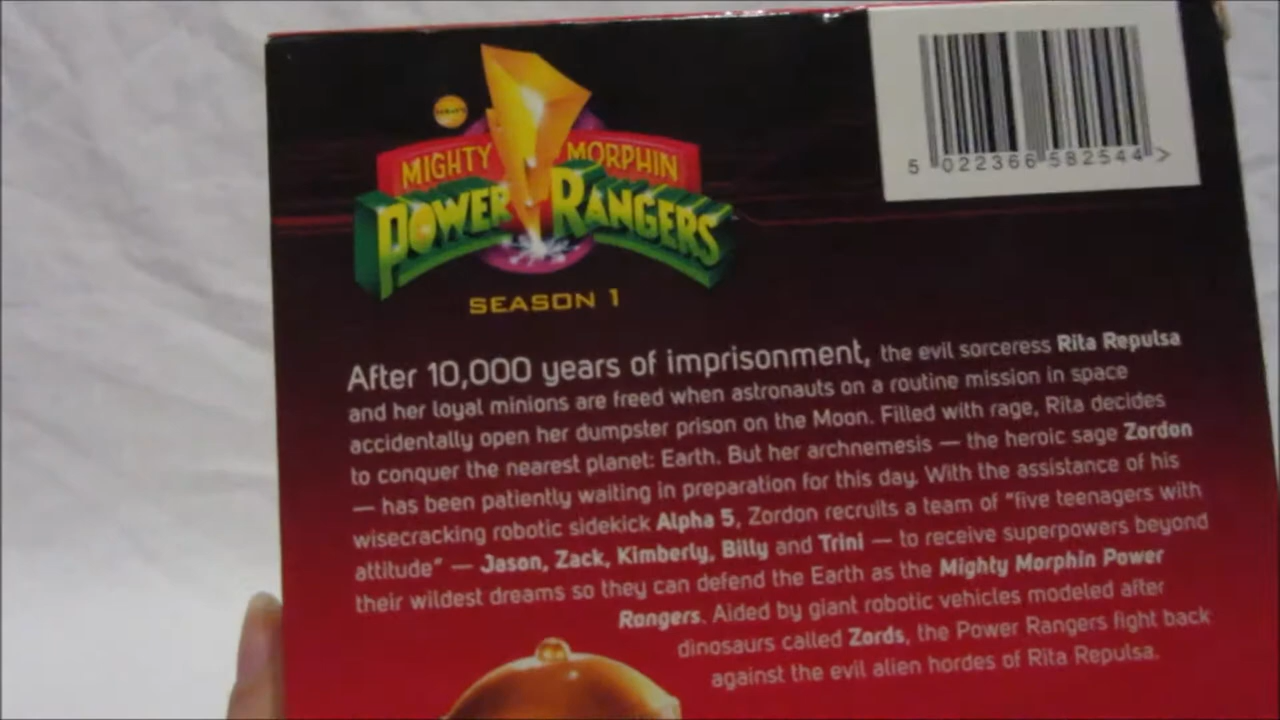 MIGHTY MORPHIN
POWER RANGERS
SEASON 1
5 022366 582544 >
After 10,000 years of imprisonment, the evil sorceress Rita Repulsa
and her loyal minions are freed when astronauts on a routine mission in space
accidentally open her dumpster prison on the Moon. Filled with rage, Rita decides
to conquer the nearest planet: Earth. But her archnemesis — the heroic sage Zordon
— has been patiently waiting in preparation for this day. With the assistance of his
wisecracking robotic sidekick Alpha 5, Zordon recruits a team of "five teenagers with
attitude" — Jason, Zack, Kimberly, Billy and Trini — to receive superpowers beyond
their wildest dreams so they can defend the Earth as the Mighty Morphin Power
Rangers. Aided by giant robotic vehicles modeled after
dinosaurs called Zords, the Power Rangers fight back
against the evil alien hordes of Rita Repulsa.